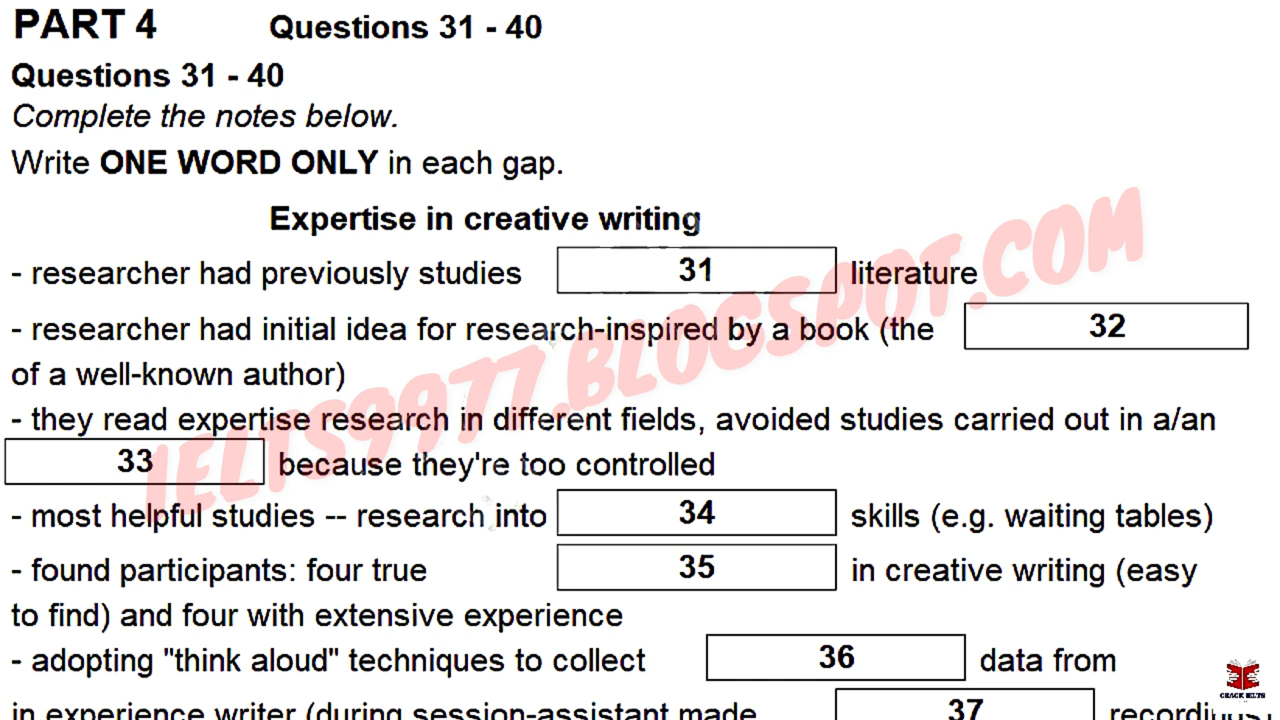 PART 4 Questions 31 - 40
Questions 31 - 40
Complete the notes below.
Write ONE WORD ONLY in each gap.
Expertise in creative writing
- researcher had previously studies 31 literature
- researcher had initial idea for research-inspired by a book (the 32
of a well-known author)
- they read expertise research in different fields, avoided studies carried out in a/an
33 because they're too controlled
- most helpful studies -- research into 34 skills (e.g. waiting tables)
- found participants: four true 35 in creative writing (easy
to find) and four with extensive experience
- adopting "think aloud" techniques to collect 36 data from
in experience writer (during session-assistant made 37
IELTS9977.BLOGSPOT.COM
CRACK IELTS